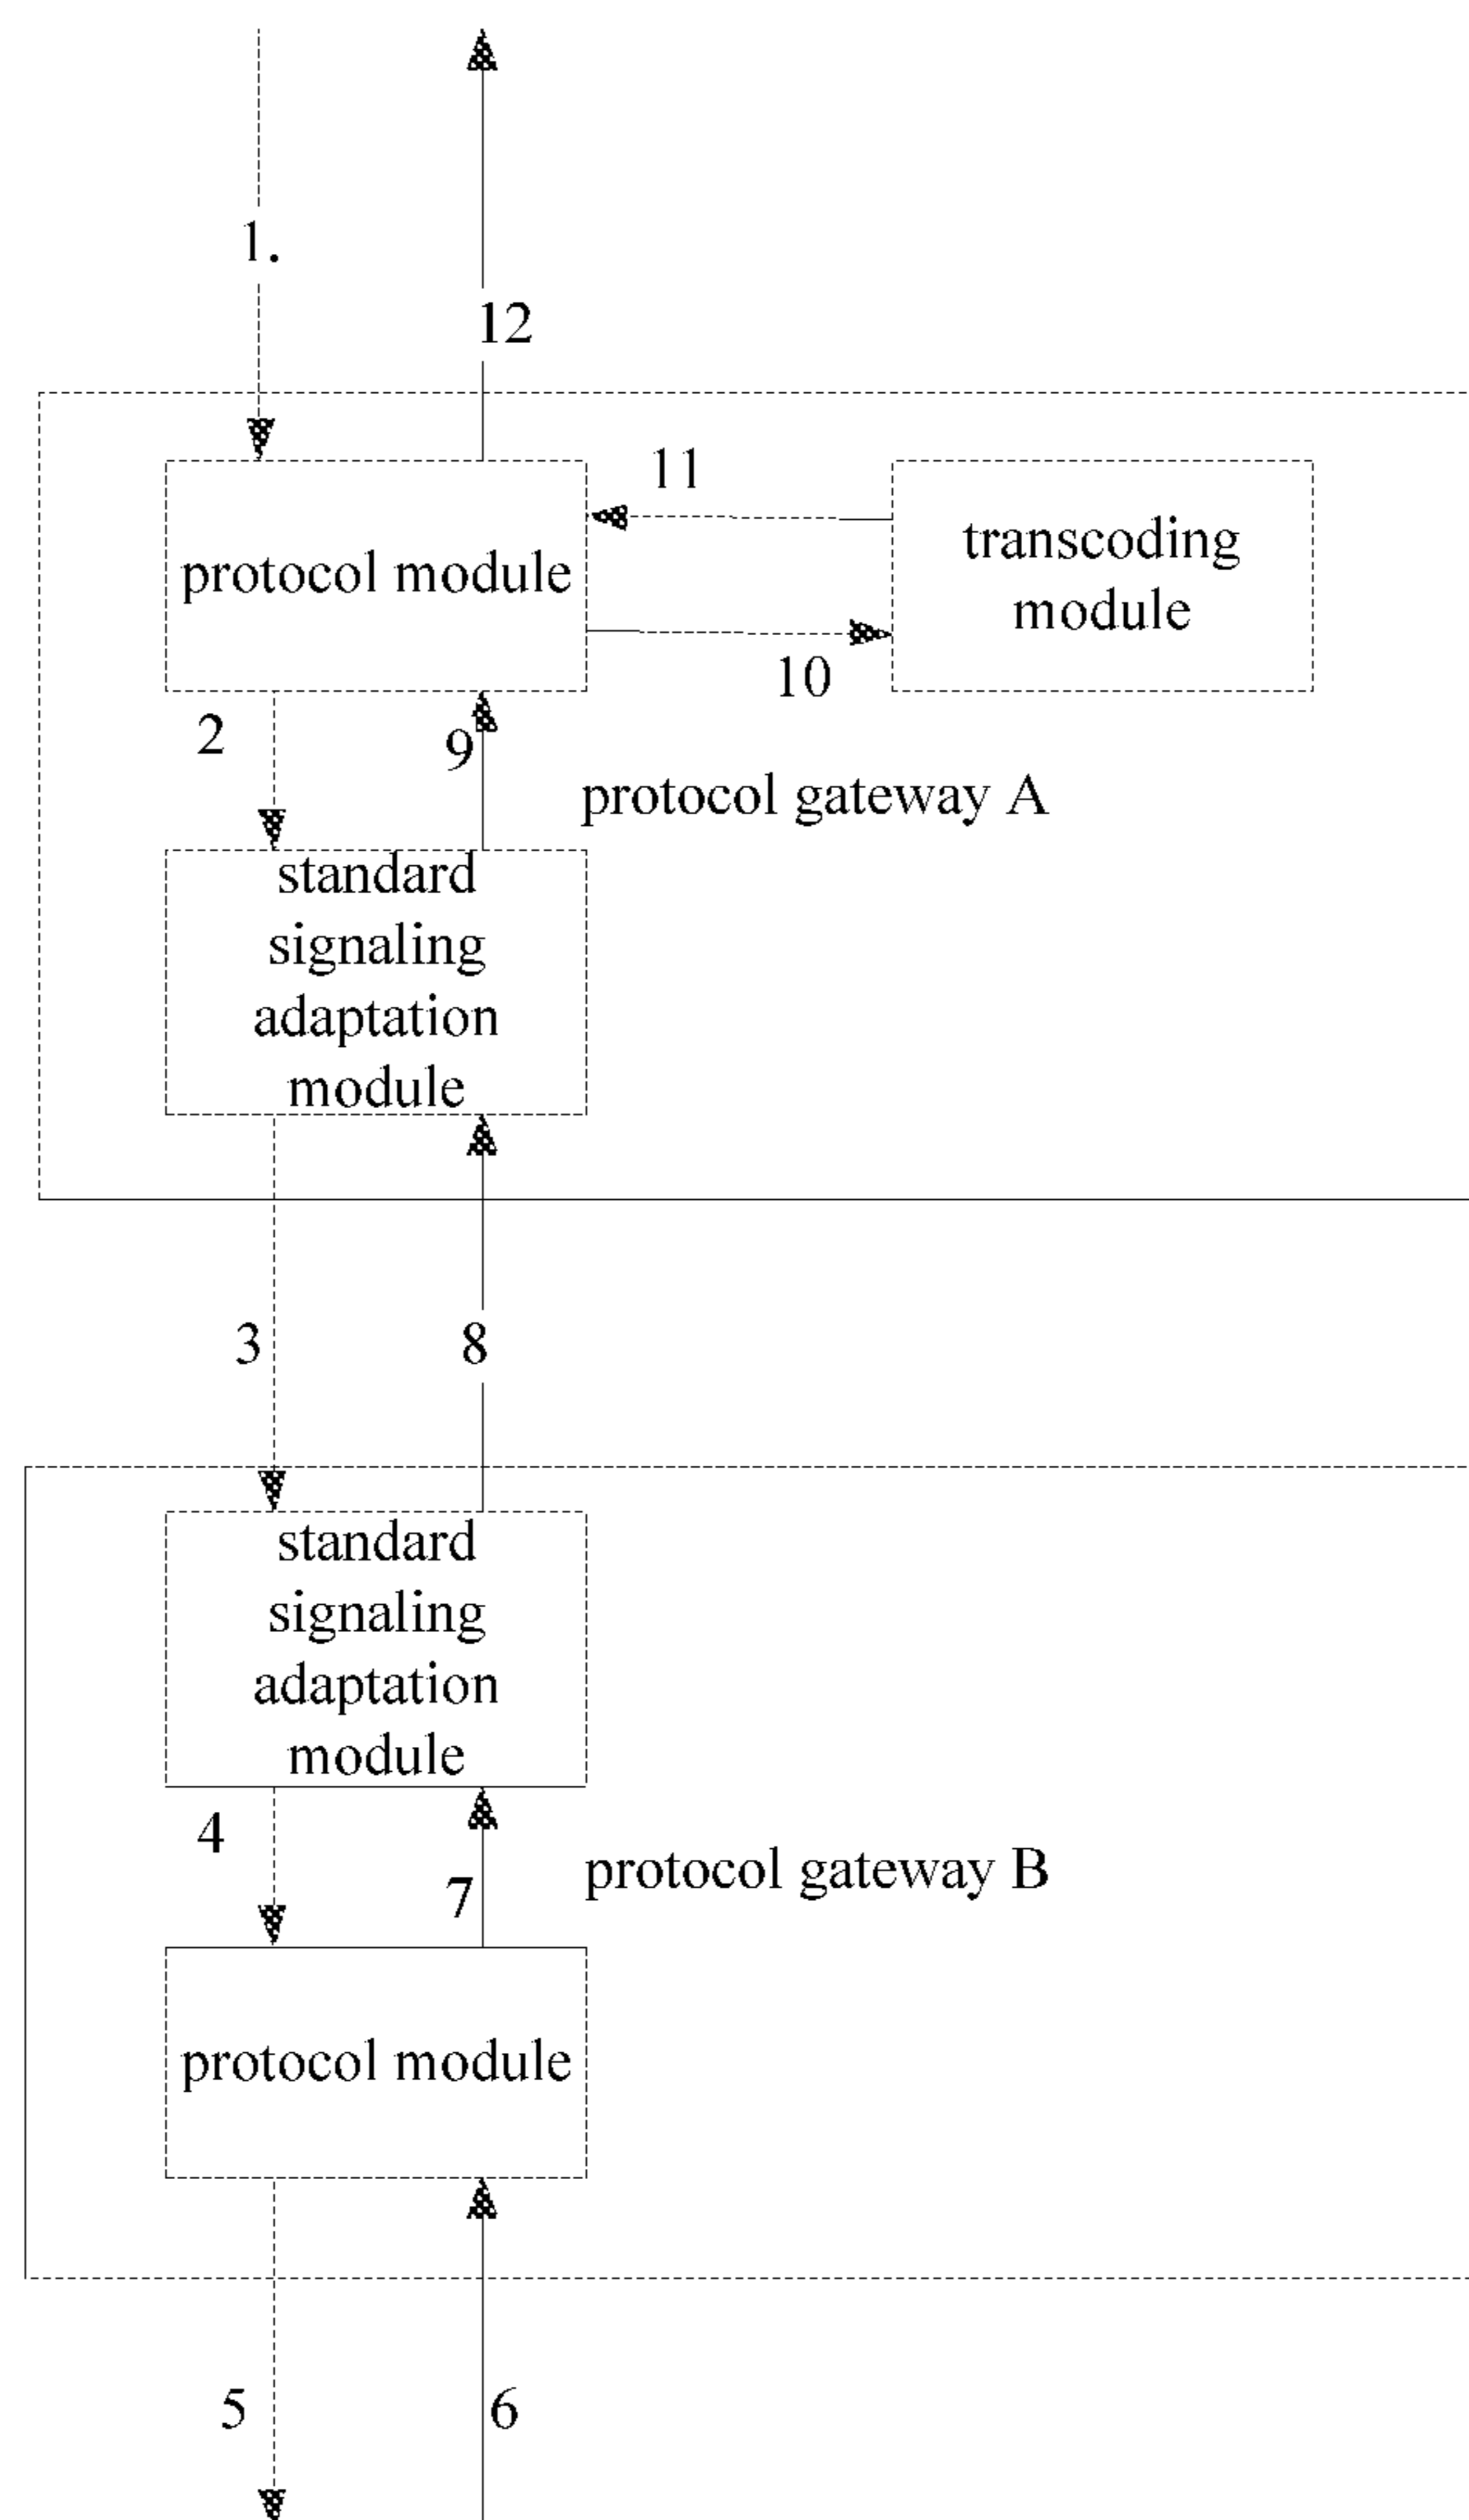 1.
12
11
protocol module
transcoding
module
10
2
9
protocol gateway A
standard
signaling
adaptation
module
3
8
standard
signaling
adaptation
module
4
7
protocol gateway B
protocol module
5
6